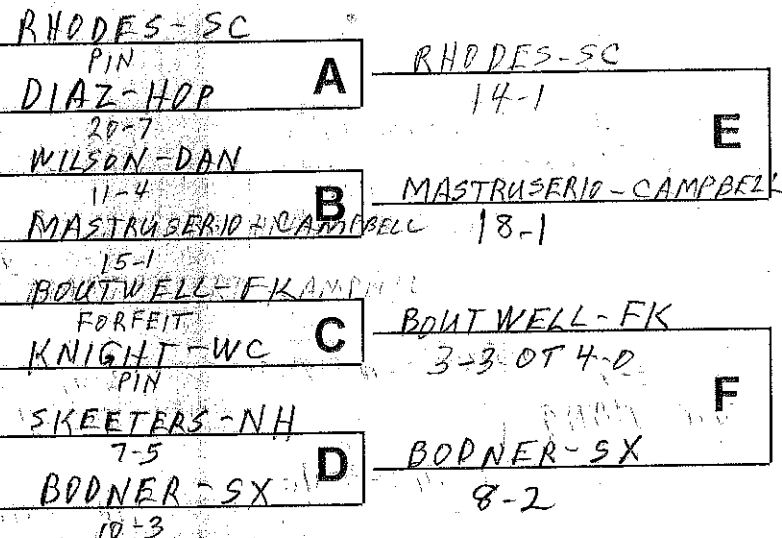 RHODES-SC
PIN
DIAZ-HOP
20-7
WILSON-DAN
11-4
MASTRUSERIO-CAMPBELL
15-1
BOUTWELL-FK
FORFEIT
KNIGHT-WC
PIN
SKEETERS-NH
7-5
BODNER-SX
10-3
A
B
C
D
RHODES-SC
14-1
MASTRUSERIO-CAMPBELL
18-1
BOUTWELL-FK
3-3 OT 4-0
BODNER-SX
8-2
E
F